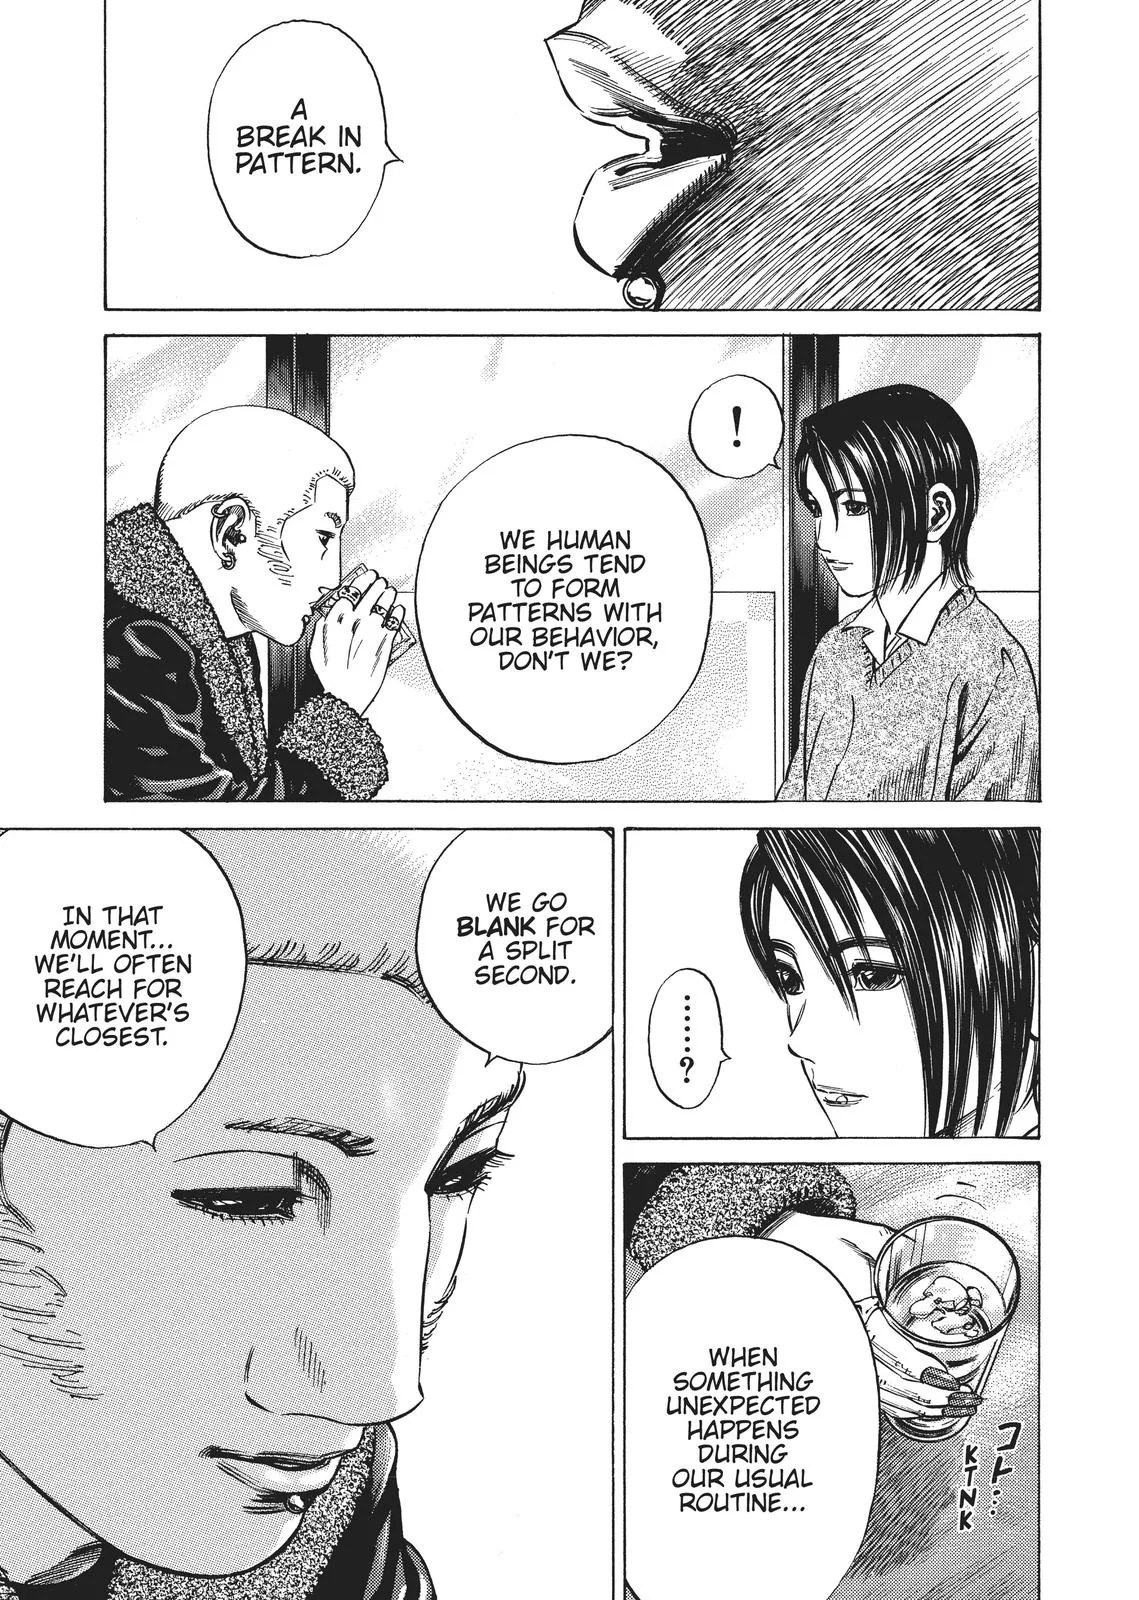 A
BREAK IN
PATTERN.
!
WE HUMAN
BEINGS TEND
TO FORM
PATTERNS WITH
OUR BEHAVIOR,
DON'T WE?
.......?
WHEN
SOMETHING
UNEXPECTED
HAPPENS
DURING
OUR USUAL
ROUTINE...
コト...
KTNK
WE GO
BLANK FOR
A SPLIT
SECOND.
IN THAT
MOMENT...
WE'LL OFTEN
REACH FOR
WHATEVER'S
CLOSEST.